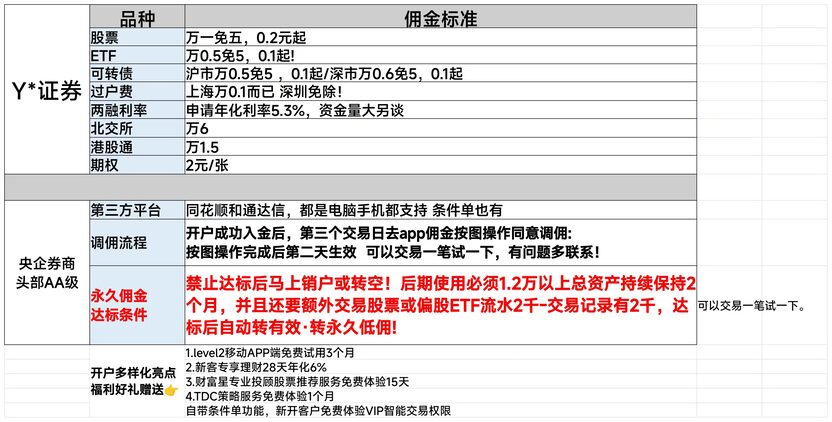 品种 佣金标准
Y*证券
股票 万一免五，0.2元起
ETF 万0.5免5，0.1起!
可转债 沪市万0.5免5 ，0.1起/深市万0.6免5，0.1起
过户费 上海万0.1而已 深圳免除！
两融利率 申请年化利率5.3%，资金量大另谈
北交所 万6
港股通 万1.5
期权 2元/张
央企券商
头部AA级
第三方平台 同花顺和通达信，都是电脑手机都支持 条件单也有
调佣流程
开户成功入金后，第三个交易日去app佣金按图操作同意调佣:
按图操作完成后第二天生效 可以交易一笔试一下，有问题多联系！
永久佣金
达标条件
禁止达标后马上销户或转空！后期使用必须1.2万以上总资产持续保持2
个月，并且还要额外交易股票或偏股ETF流水2千-交易记录有2千，达
标后自动转有效·转永久低佣!
可以交易一笔试一下。
开户多样化亮点
福利好礼赠送👉
1.level2移动APP端免费试用3个月
2.新客专享理财28天年化6%
3.财富星专业投顾股票推荐服务免费体验15天
4.TDC策略服务免费体验1个月
自带条件单功能，新开客户免费体验VIP智能交易权限